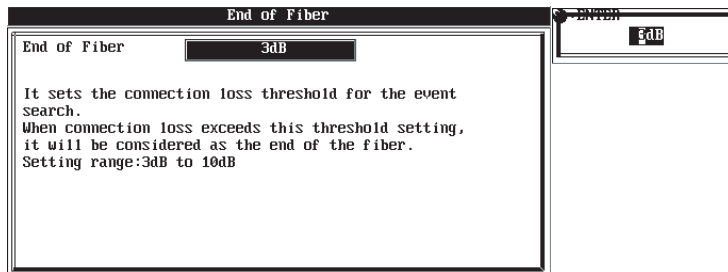 End of Fiber
ENTER
End of Fiber 3dB
3dB
It sets the connection loss threshold for the event
search.
When connection loss exceeds this threshold setting,
it will be considered as the end of the fiber.
Setting range:3dB to 10dB